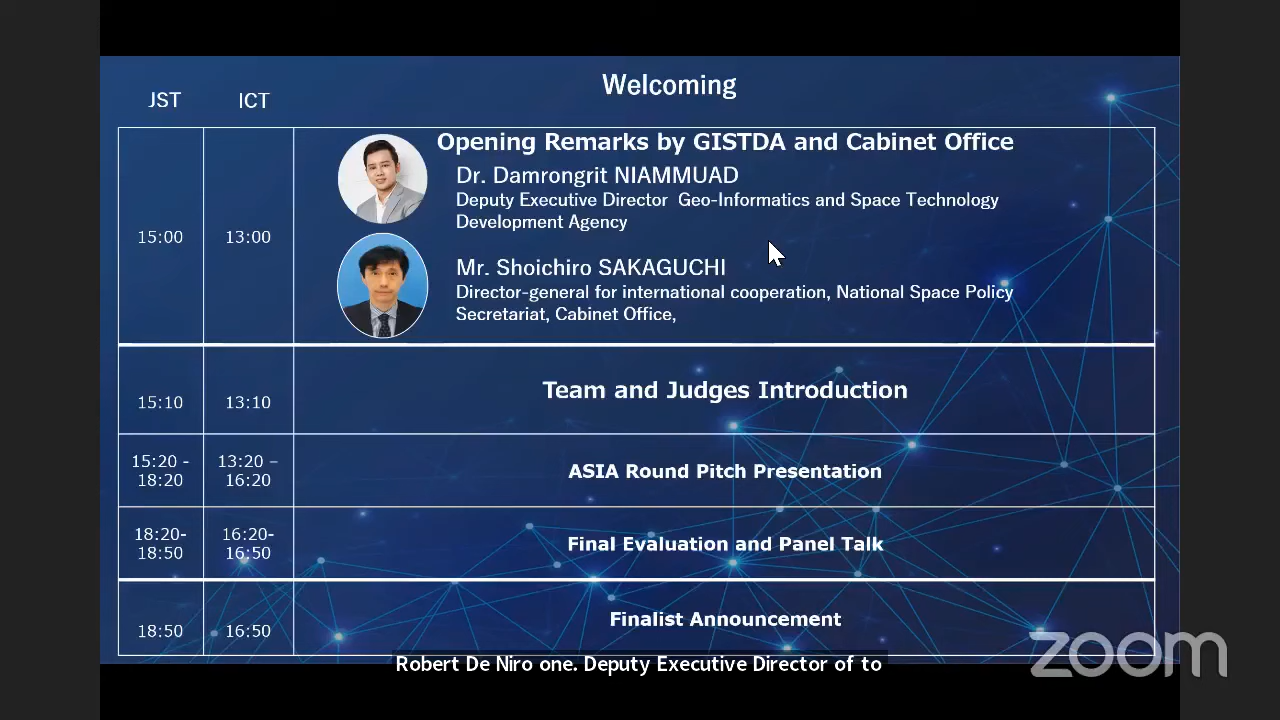 Welcoming
JST
ICT
15:00
13:00
Opening Remarks by GISTDA and Cabinet Office
Dr. Damrongrit NIAMMUAD
Deputy Executive Director Geo-Informatics and Space Technology
Development Agency
Mr. Shoichiro SAKAGUCHI
Director-general for international cooperation, National Space Policy
Secretariat, Cabinet Office,
15:10
13:10
Team and Judges Introduction
15:20 -
18:20
13:20 –
16:20
ASIA Round Pitch Presentation
18:20-
18:50
16:20-
16:50
Final Evaluation and Panel Talk
18:50
16:50
Finalist Announcement
Robert De Niro one. Deputy Executive Director of to
zoom